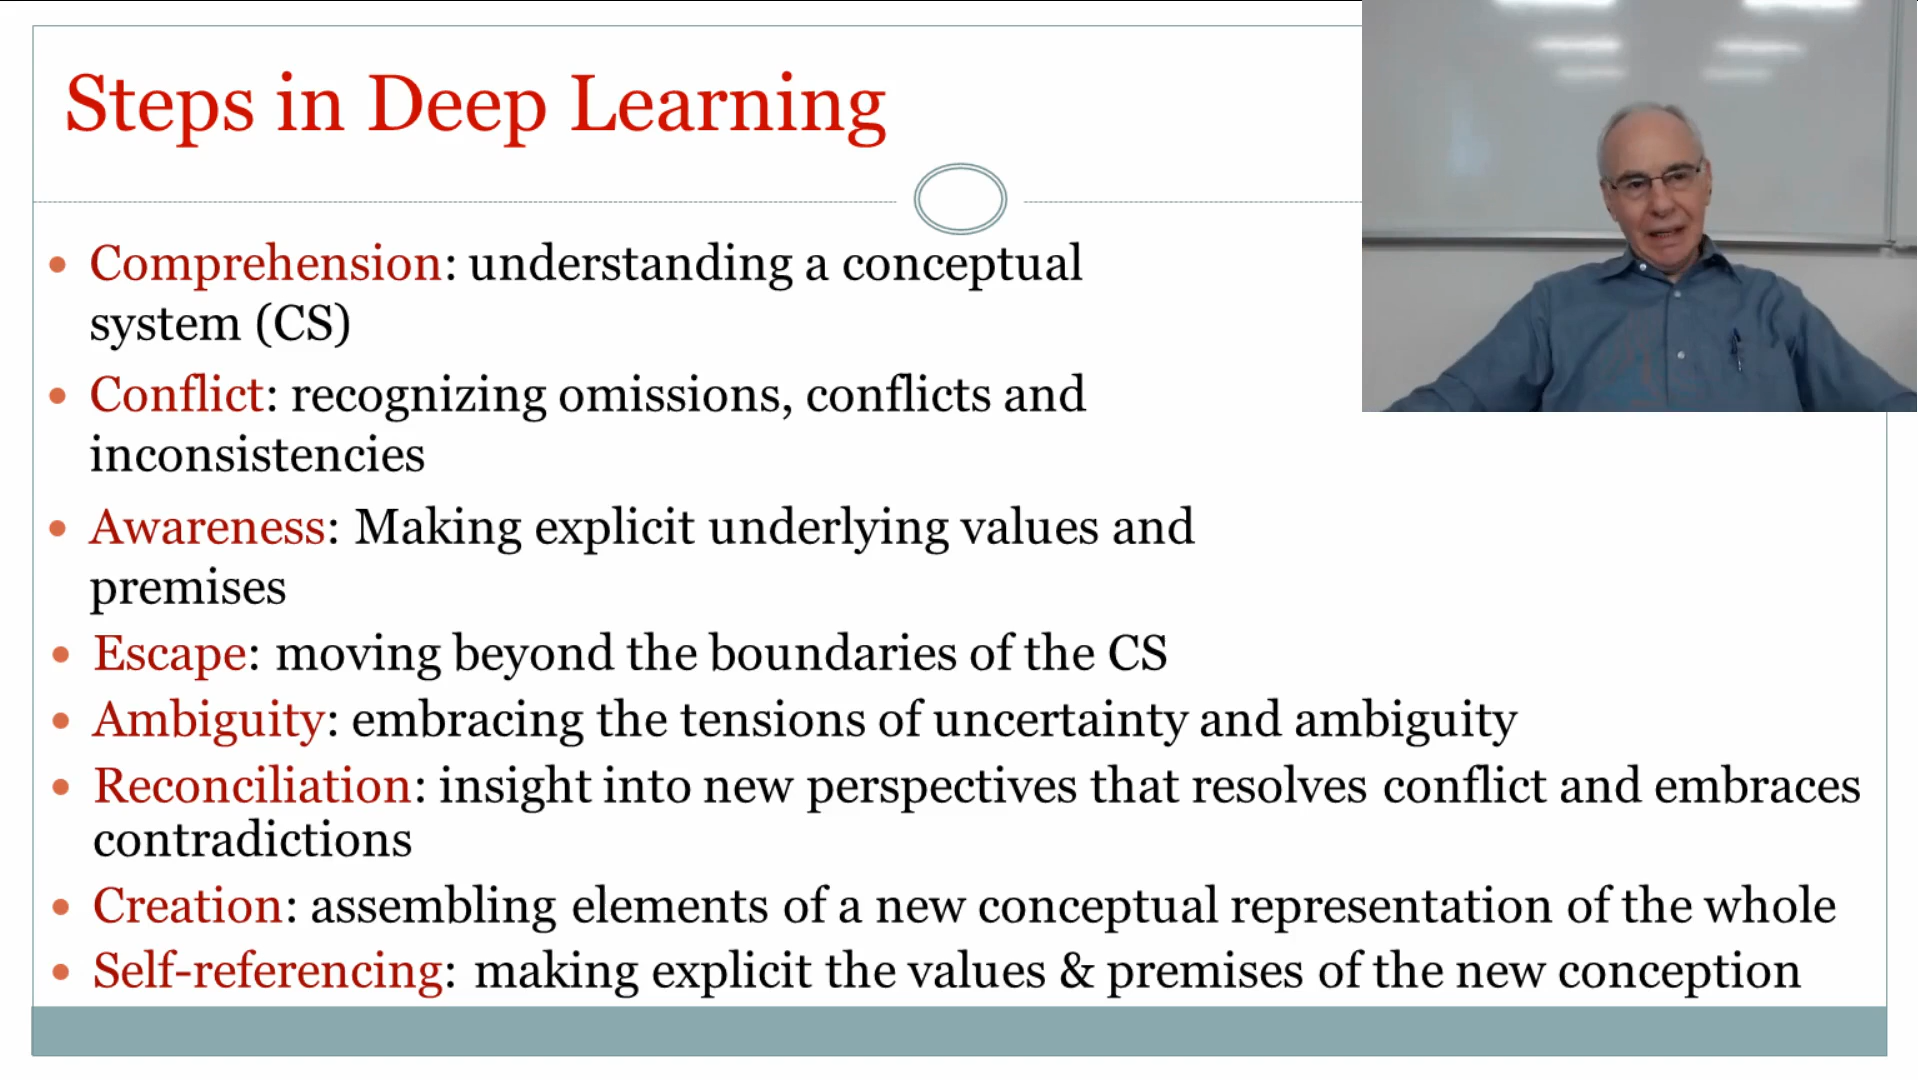 Steps in Deep Learning
• Comprehension: understanding a conceptual
system (CS)
• Conflict: recognizing omissions, conflicts and
inconsistencies
• Awareness: Making explicit underlying values and
premises
• Escape: moving beyond the boundaries of the CS
• Ambiguity: embracing the tensions of uncertainty and ambiguity
• Reconciliation: insight into new perspectives that resolves conflict and embraces
contradictions
• Creation: assembling elements of a new conceptual representation of the whole
• Self-referencing: making explicit the values & premises of the new conception